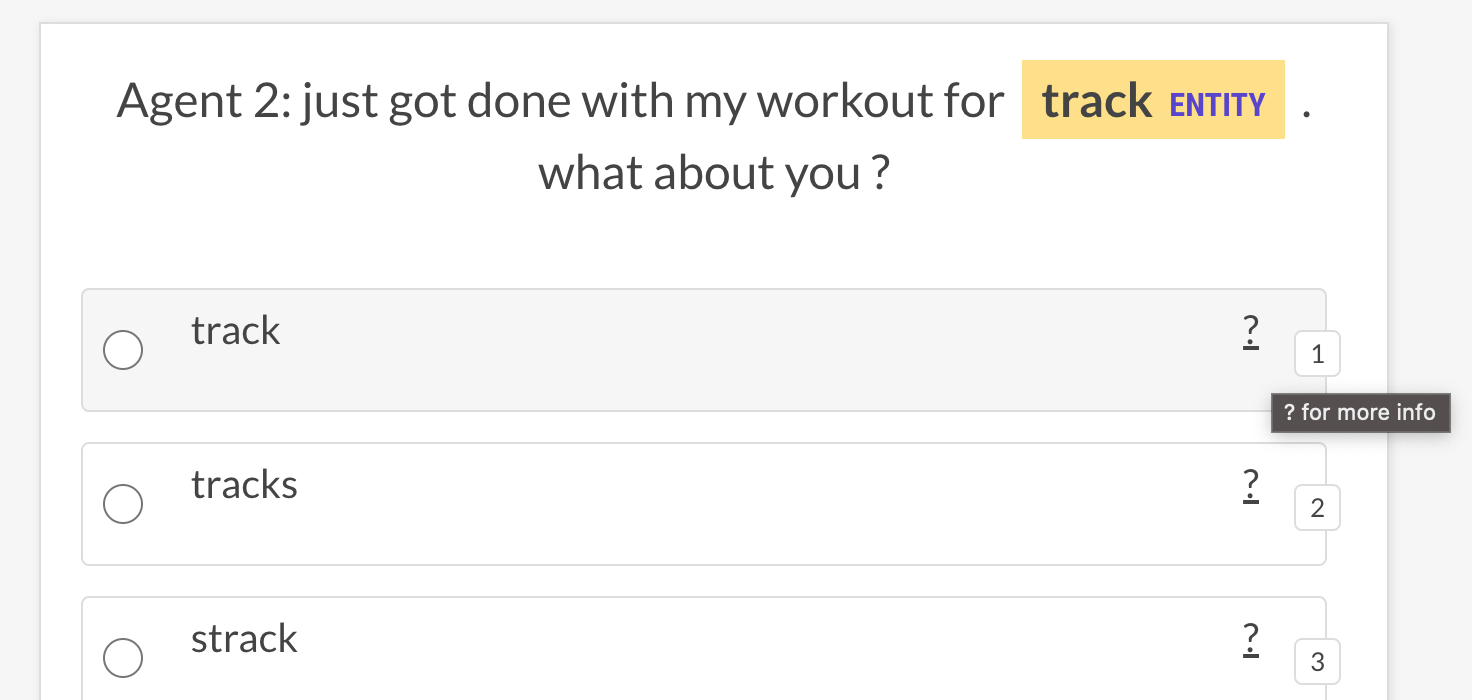 Agent 2: just got done with my workout for track ENTITY .
what about you ?
track ?
1
? for more info
tracks ?
2
strack ?
3